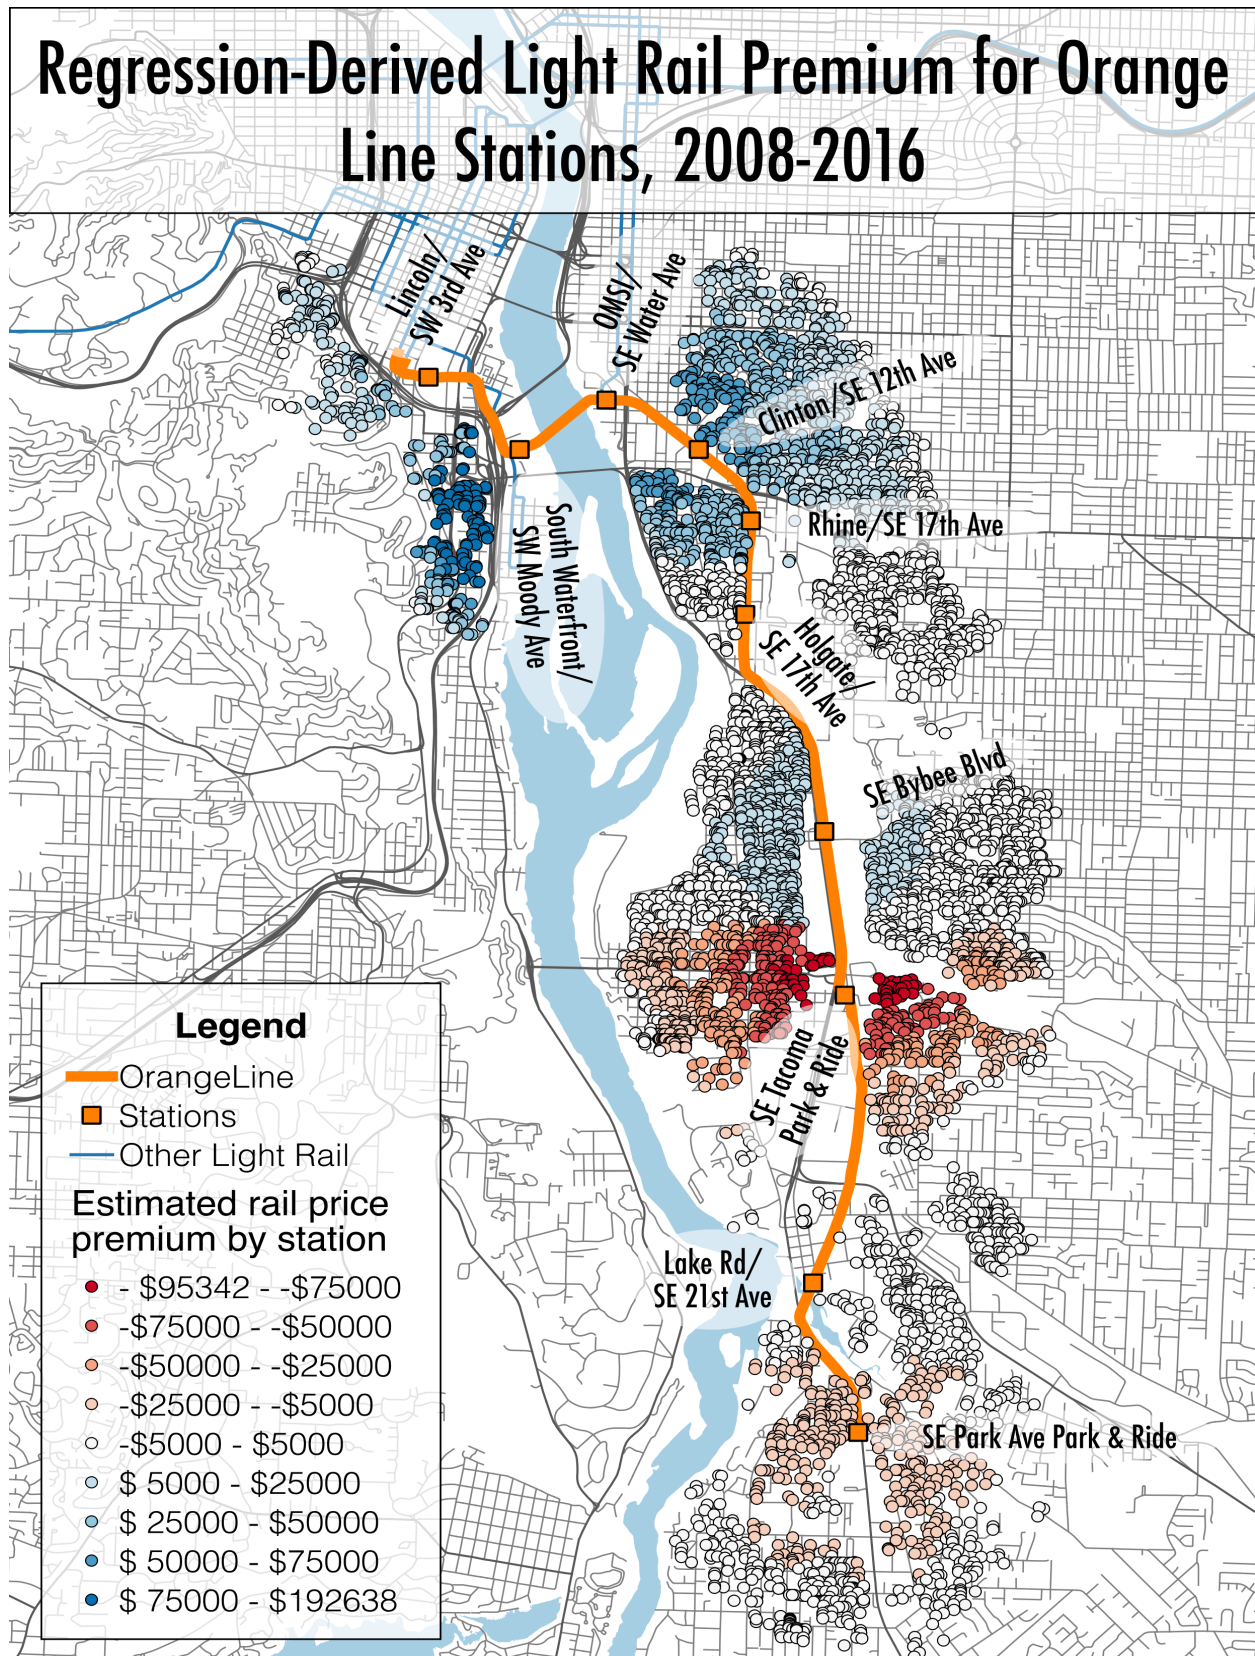 Regression-Derived Light Rail Premium for Orange
Line Stations, 2008-2016
Lincoln/
SW 3rd Ave
OMSI/
SE Water Ave
Clinton/SE 12th Ave
Rhine/SE 17th Ave
South Waterfront/
SW Moody Ave
Holgate/
SE 17th Ave
SE Bybee Blvd
SE Tacoma
Park & Ride
Lake Rd/
SE 21st Ave
SE Park Ave Park & Ride
Legend
OrangeLine
Stations
Other Light Rail
Estimated rail price
premium by station
- $95342 - -$75000
-$75000 - -$50000
-$50000 - -$25000
-$25000 - -$5000
-$5000 - $5000
$ 5000 - $25000
$ 25000 - $50000
$ 50000 - $75000
$ 75000 - $192638